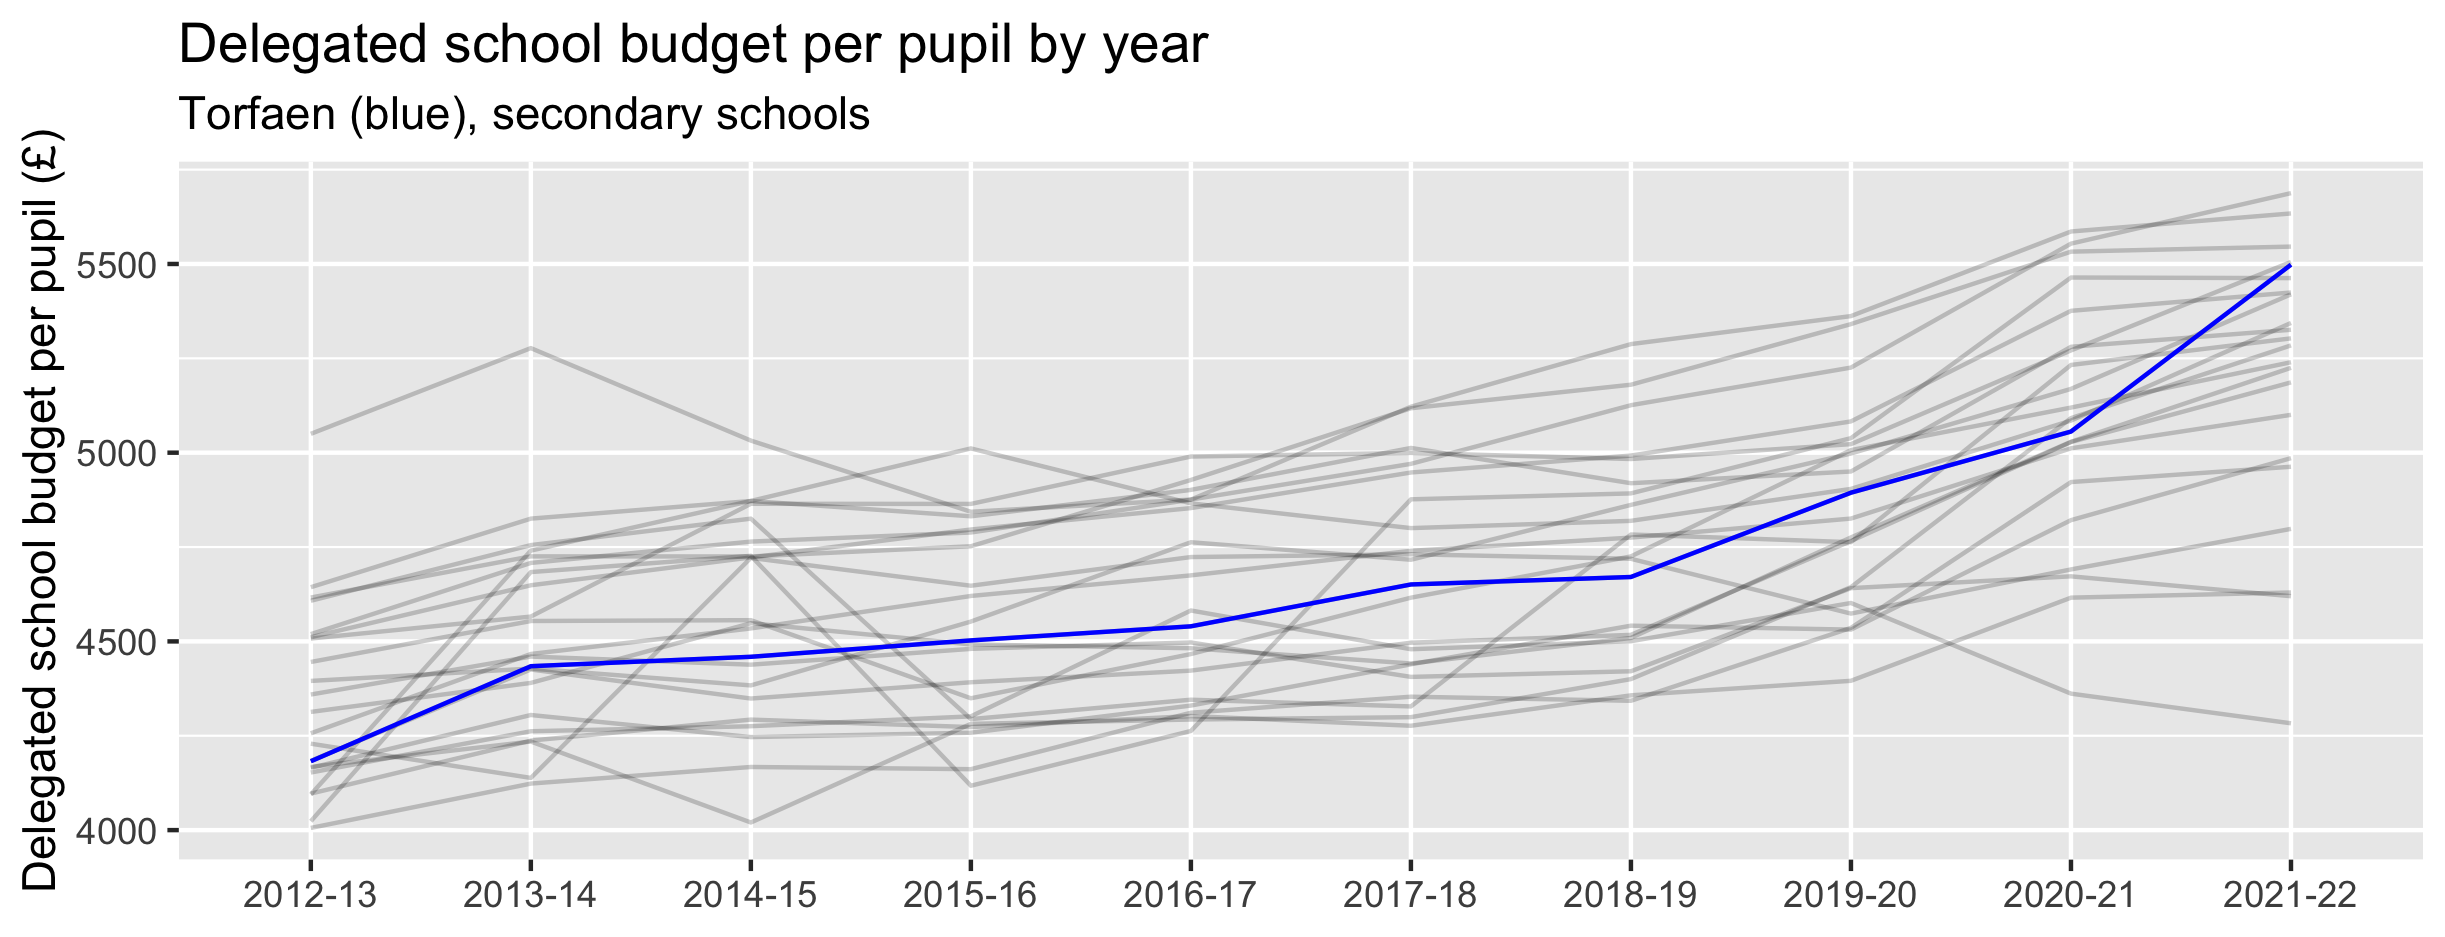 Delegated school budget per pupil by year
Torfaen (blue), secondary schools
Delegated school budget per pupil (£)
5500
5000
4500
4000
2012-13 2013-14 2014-15 2015-16 2016-17 2017-18 2018-19 2019-20 2020-21 2021-22